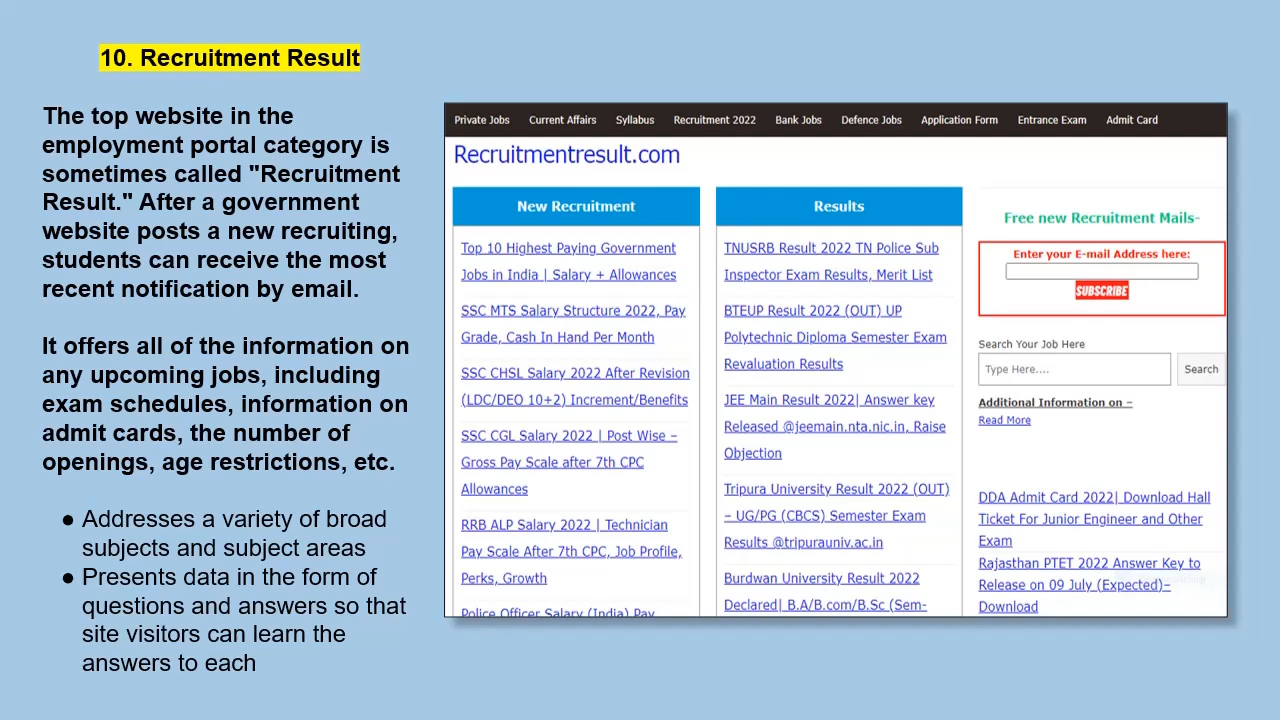 10. Recruitment Result
The top website in the
employment portal category is
sometimes called "Recruitment
Result." After a government
website posts a new recruiting,
students can receive the most
recent notification by email.
It offers all of the information on
any upcoming jobs, including
exam schedules, information on
admit cards, the number of
openings, age restrictions, etc.
● Addresses a variety of broad
subjects and subject areas
● Presents data in the form of
questions and answers so that
site visitors can learn the
answers to each
Private Jobs Current Affairs Syllabus Recruitment 2022 Bank Jobs Defence Jobs Application Form Entrance Exam Admit Card
Recruitmentresult.com
New Recruitment
Top 10 Highest Paying Government
Jobs in India | Salary + Allowances
SSC MTS Salary Structure 2022, Pay
Grade, Cash In Hand Per Month
SSC CHSL Salary 2022 After Revision
(LDC/DEO 10+2) Increment/Benefits
SSC CGL Salary 2022 | Post Wise –
Gross Pay Scale after 7th CPC
Allowances
RRB ALP Salary 2022 | Technician
Pay Scale After 7th CPC, Job Profile,
Perks, Growth
Police Officer Salary (India) Pay
Results
TNUSRB Result 2022 TN Police Sub
Inspector Exam Results, Merit List
BTEUP Result 2022 (OUT) UP
Polytechnic Diploma Semester Exam
Revaluation Results
JEE Main Result 2022| Answer key
Released @jeemain.nta.nic.in, Raise
Objection
Tripura University Result 2022 (OUT)
– UG/PG (CBCS) Semester Exam
Results @tripurauniv.ac.in
Burdwan University Result 2022
Declared| B.A/B.com/B.Sc (Sem-
Free new Recruitment Mails-
Enter your E-mail Address here:
SUBSCRIBE
Search Your Job Here
Type Here.... Search
Additional Information on –
Read More
DDA Admit Card 2022| Download Hall
Ticket For Junior Engineer and Other
Exam
Rajasthan PTET 2022 Answer Key to
Release on 09 July (Expected)–
Download